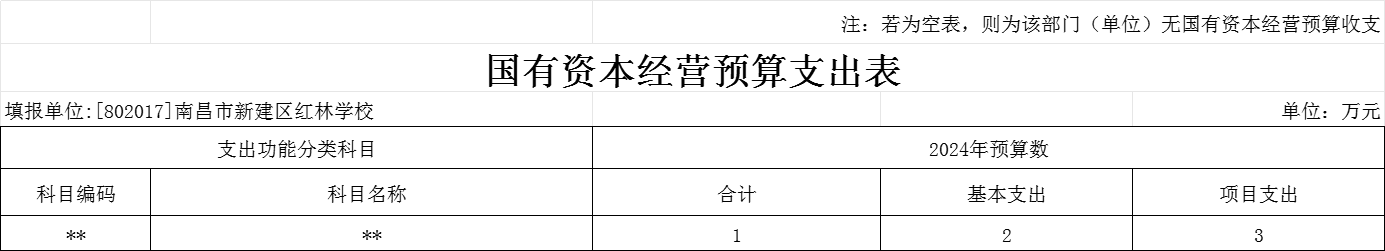 注：若为空表，则为该部门（单位）无国有资本经营预算收支
国有资本经营预算支出表
填报单位:[802017]南昌市新建区红林学校 单位：万元
支出功能分类科目 2024年预算数
科目编码 科目名称 合计 基本支出 项目支出
** ** 1 2 3